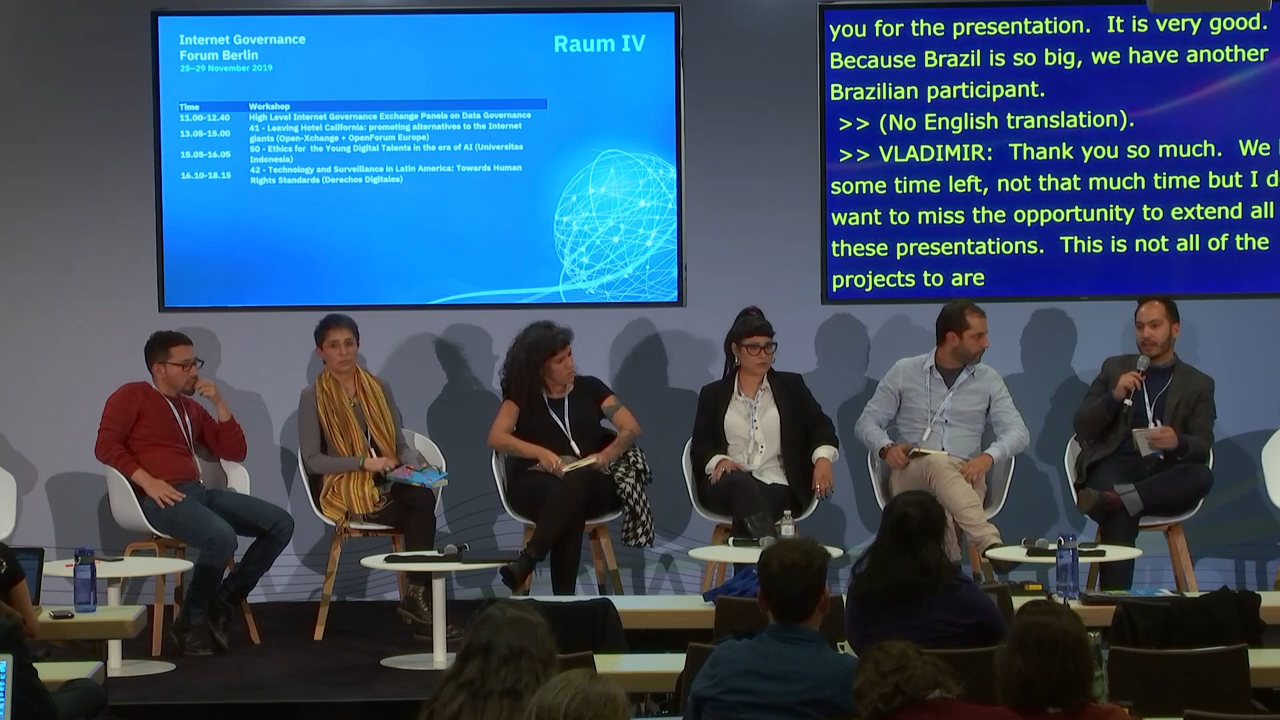 Internet Governance
Forum Berlin
25–29 November 2019
Raum IV
Time Workshop
11.00-12.40 High Level Internet Governance Exchange Panels on Data Governance
13.05-15.00 41 - Leaving Hotel California: promoting alternatives to the Internet
giants (Open-Xchange + OpenForum Europe)
15.05-16.05 50 - Ethics for the Young Digital Talents in the era of AI (Universitas
Indonesia)
16.10-18.15 42 - Technology and Surveillance in Latin America: Towards Human
Rights Standards (Derechos Digitales)
you for the presentation. It is very good.
Because Brazil is so big, we have another
Brazilian participant.
>> (No English translation).
>> VLADIMIR: Thank you so much. We
some time left, not that much time but I d
want to miss the opportunity to extend all
these presentations. This is not all of the
projects to are